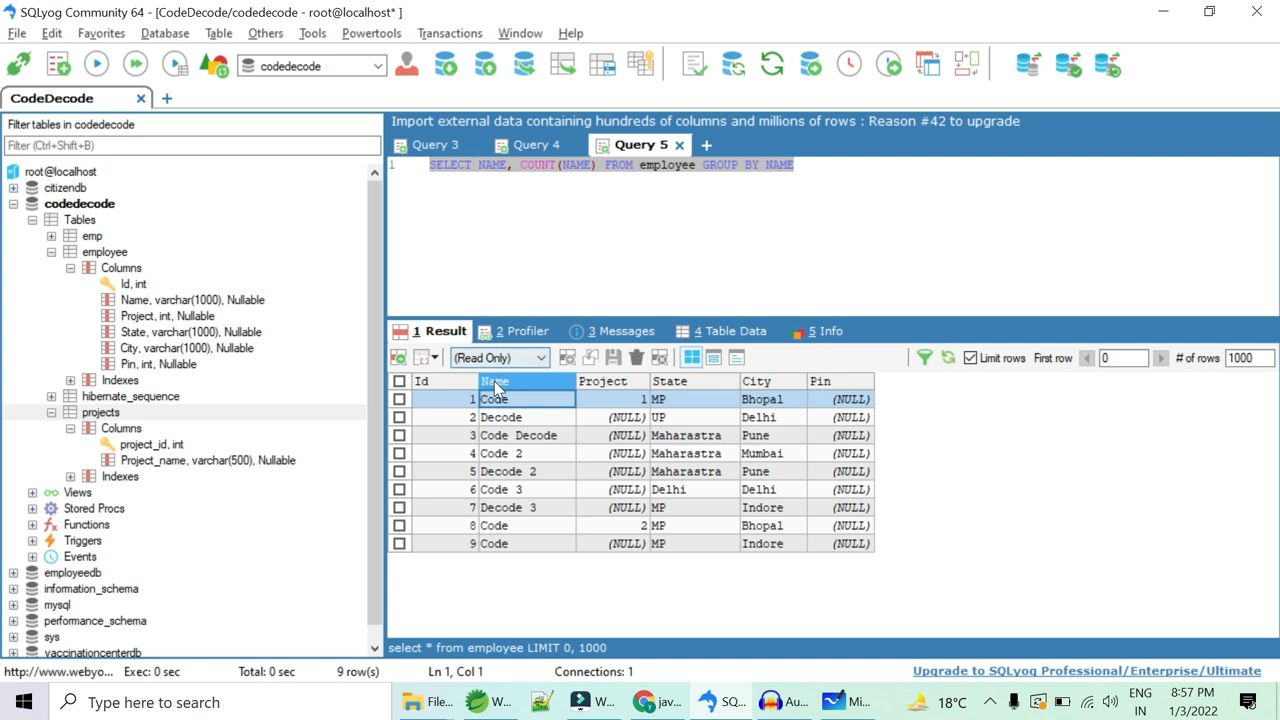 SQLyog Community 64 - [CodeDecode/codedecode - root@localhost* ]
File Edit Favorites Database Table Others Tools Powertools Transactions Window Help
codedecode
CodeDecode
Filter tables in codedecode
Filter (Ctrl+Shift+B)
root@localhost
citizendb
codedecode
Tables
emp
employee
Columns
Id, int
Name, varchar(1000), Nullable
Project, int, Nullable
State, varchar(1000), Nullable
City, varchar(1000), Nullable
Pin, int, Nullable
Indexes
hibernate_sequence
projects
Columns
project_id, int
Project_name, varchar(500), Nullable
Indexes
Views
Stored Procs
Functions
Triggers
Events
employeedb
information_schema
mysql
performance_schema
sys
vaccinationcenterdb
Import external data containing hundreds of columns and millions of rows : Reason #42 to upgrade
Query 3 Query 4 Query 5
1 SELECT NAME, COUNT(NAME) FROM employee GROUP BY NAME
1 Result 2 Profiler 3 Messages 4 Table Data 5 Info
(Read Only) Limit rows First row 0 # of rows 1000
Id Name Project State City Pin
1 Code 1 MP Bhopal (NULL)
2 Decode (NULL) UP Delhi (NULL)
3 Code Decode (NULL) Maharastra Pune (NULL)
4 Code 2 (NULL) Maharastra Mumbai (NULL)
5 Decode 2 (NULL) Maharastra Pune (NULL)
6 Code 3 (NULL) Delhi Delhi (NULL)
7 Decode 3 (NULL) MP Indore (NULL)
8 Code 2 MP Bhopal (NULL)
9 Code (NULL) MP Indore (NULL)
select * from employee LIMIT 0, 1000
http://www.webyo... Exec: 0 sec Total: 0 sec 9 row(s) Ln 1, Col 1 Connections: 1 Upgrade to SQLyog Professional/Enterprise/Ultimate
Type here to search File... W... W... jav... SQ... Au... Mi... 18°C ENG 8:57 PM
IN 1/3/2022